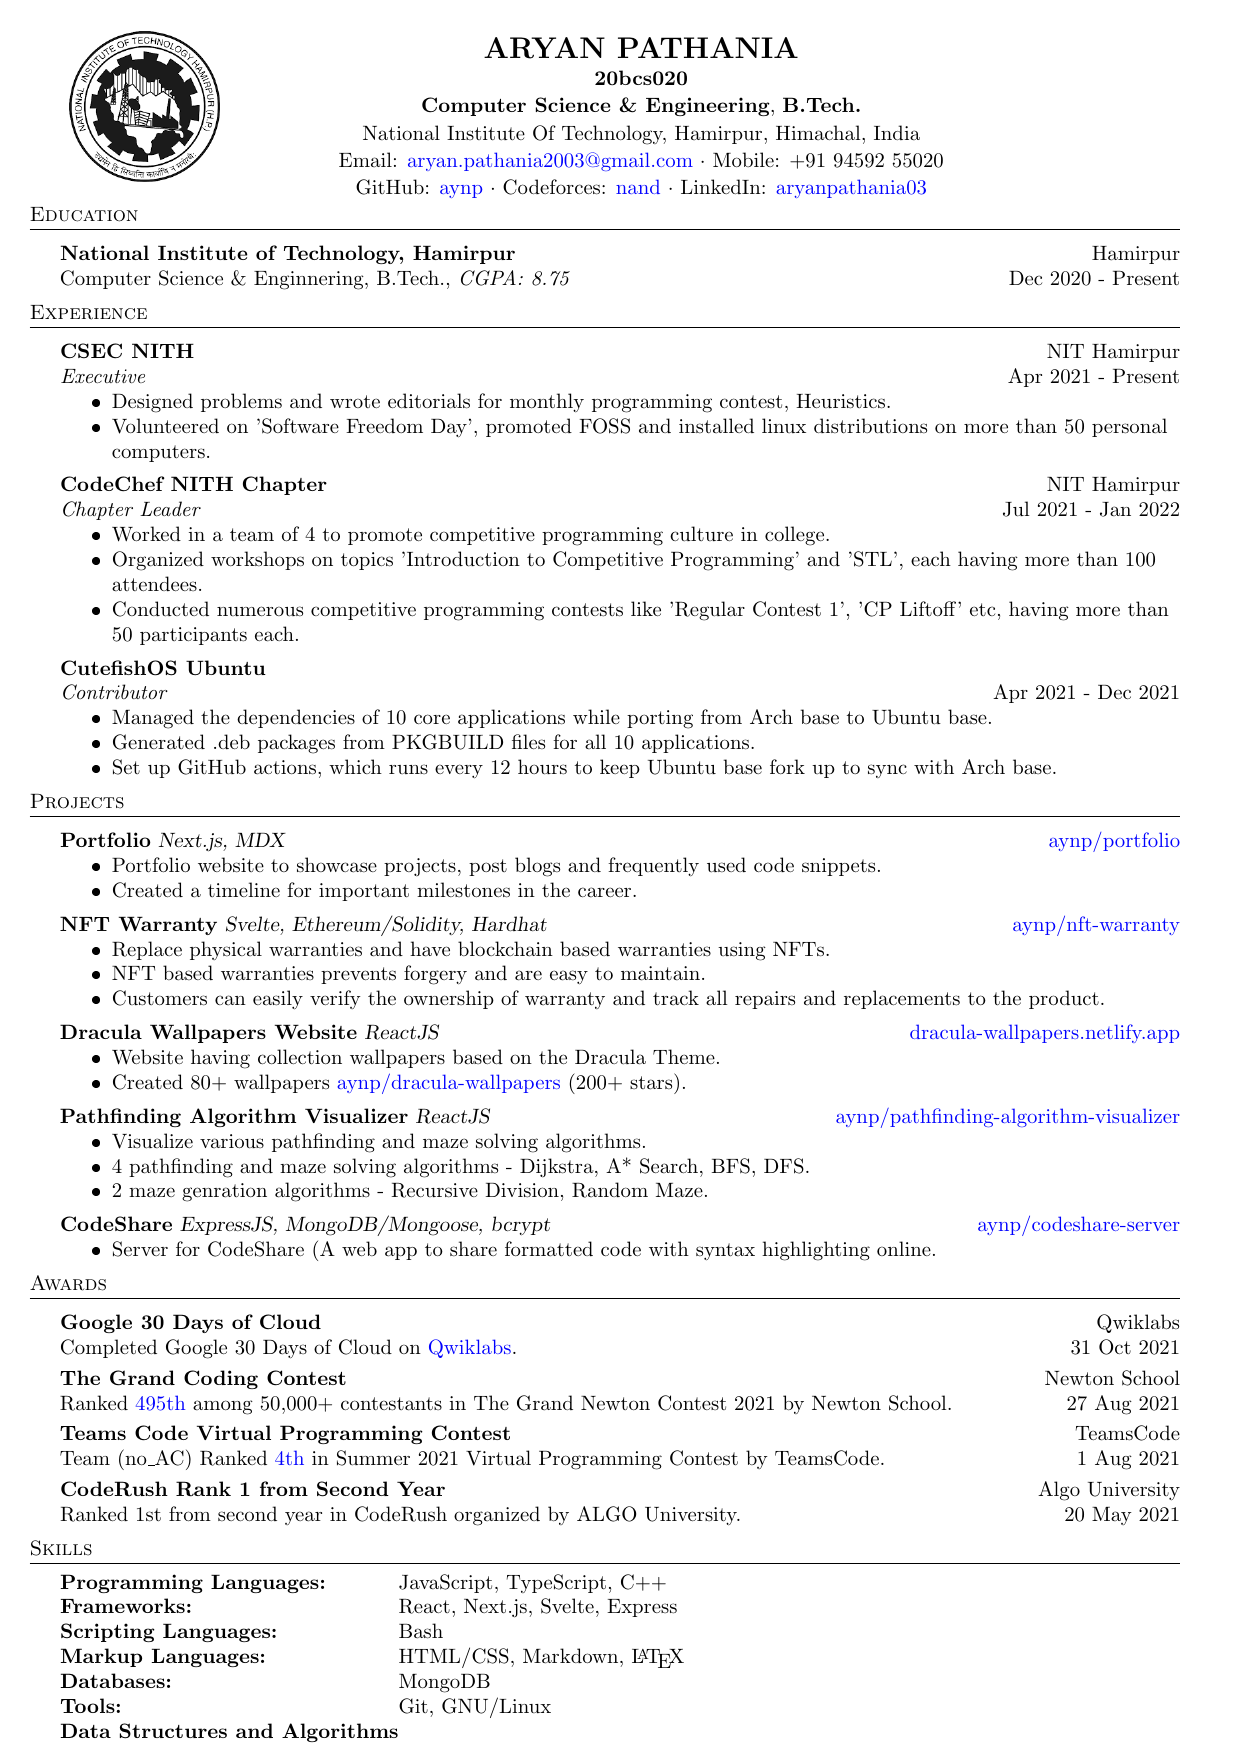 NATIONAL INSTITUTE OF TECHNOLOGY HAMIRPUR (H.P.)
ARYAN PATHANIA
20bcs020
Computer Science & Engineering, B.Tech.
National Institute Of Technology, Hamirpur, Himachal, India
Email: aryan.pathania2003@gmail.com · Mobile: +91 94592 55020
GitHub: aynp · Codeforces: nand · LinkedIn: aryanpathania03
Education
National Institute of Technology, Hamirpur Hamirpur
Computer Science & Enginnering, B.Tech., CGPA: 8.75 Dec 2020 - Present
Experience
CSEC NITH NIT Hamirpur
Executive Apr 2021 - Present
• Designed problems and wrote editorials for monthly programming contest, Heuristics.
• Volunteered on ’Software Freedom Day’, promoted FOSS and installed linux distributions on more than 50 personal
computers.
CodeChef NITH Chapter NIT Hamirpur
Chapter Leader Jul 2021 - Jan 2022
• Worked in a team of 4 to promote competitive programming culture in college.
• Organized workshops on topics ’Introduction to Competitive Programming’ and ’STL’, each having more than 100
attendees.
• Conducted numerous competitive programming contests like ’Regular Contest 1’, ’CP Liftoff’ etc, having more than
50 participants each.
CutefishOS Ubuntu
Contributor Apr 2021 - Dec 2021
• Managed the dependencies of 10 core applications while porting from Arch base to Ubuntu base.
• Generated .deb packages from PKGBUILD files for all 10 applications.
• Set up GitHub actions, which runs every 12 hours to keep Ubuntu base fork up to sync with Arch base.
Projects
Portfolio Next.js, MDX aynp/portfolio
• Portfolio website to showcase projects, post blogs and frequently used code snippets.
• Created a timeline for important milestones in the career.
NFT Warranty Svelte, Ethereum/Solidity, Hardhat aynp/nft-warranty
• Replace physical warranties and have blockchain based warranties using NFTs.
• NFT based warranties prevents forgery and are easy to maintain.
• Customers can easily verify the ownership of warranty and track all repairs and replacements to the product.
Dracula Wallpapers Website ReactJS dracula-wallpapers.netlify.app
• Website having collection wallpapers based on the Dracula Theme.
• Created 80+ wallpapers aynp/dracula-wallpapers (200+ stars).
Pathfinding Algorithm Visualizer ReactJS aynp/pathfinding-algorithm-visualizer
• Visualize various pathfinding and maze solving algorithms.
• 4 pathfinding and maze solving algorithms - Dijkstra, A* Search, BFS, DFS.
• 2 maze genration algorithms - Recursive Division, Random Maze.
CodeShare ExpressJS, MongoDB/Mongoose, bcrypt aynp/codeshare-server
• Server for CodeShare (A web app to share formatted code with syntax highlighting online.
Awards
Google 30 Days of Cloud Qwiklabs
Completed Google 30 Days of Cloud on Qwiklabs. 31 Oct 2021
The Grand Coding Contest Newton School
Ranked 495th among 50,000+ contestants in The Grand Newton Contest 2021 by Newton School. 27 Aug 2021
Teams Code Virtual Programming Contest TeamsCode
Team (no_AC) Ranked 4th in Summer 2021 Virtual Programming Contest by TeamsCode. 1 Aug 2021
CodeRush Rank 1 from Second Year Algo University
Ranked 1st from second year in CodeRush organized by ALGO University. 20 May 2021
Skills
Programming Languages: JavaScript, TypeScript, C++
Frameworks: React, Next.js, Svelte, Express
Scripting Languages: Bash
Markup Languages: HTML/CSS, Markdown, LATEX
Databases: MongoDB
Tools: Git, GNU/Linux
Data Structures and Algorithms